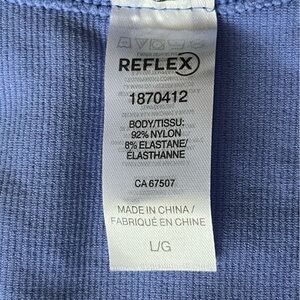 REFLEX
1870412
BODY/TISSU:
92% NYLON
8% ELASTANE/
ÉLASTHANNE
CA 67507
MADE IN CHINA /
FABRIQUÉ EN CHINE
L/G